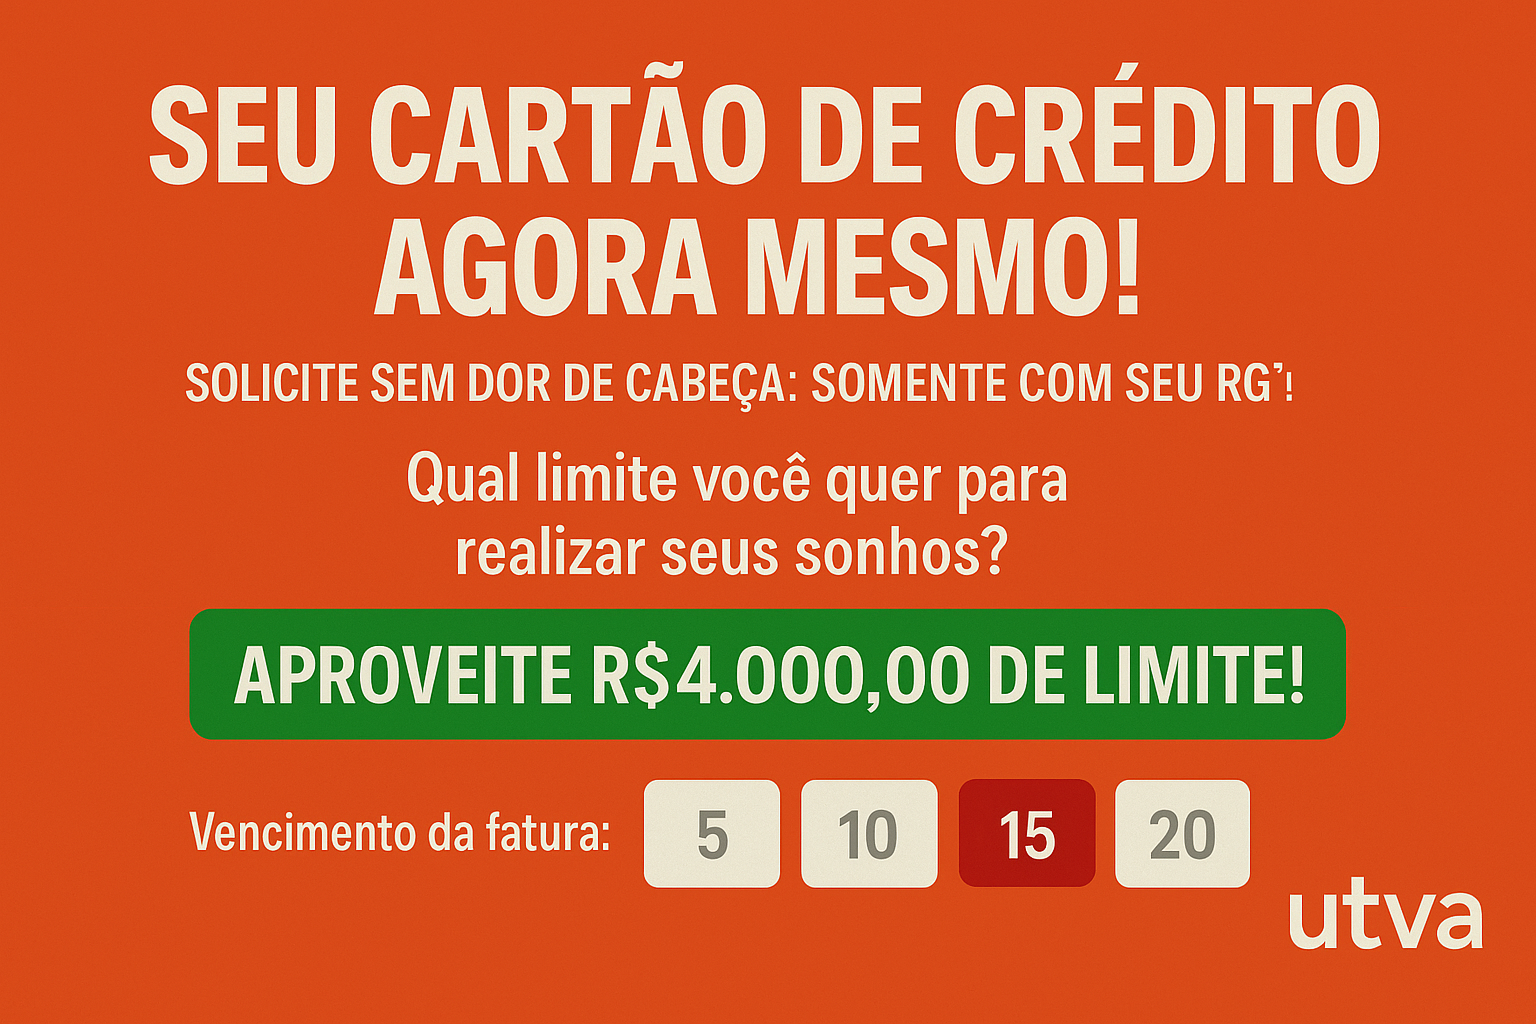 SEU CARTÃO DE CRÉDITO
AGORA MESMO!
SOLICITE SEM DOR DE CABEÇA: SOMENTE COM SEU RG’!
Qual limite você quer para
realizar seus sonhos?
APROVEITE R$4.000,00 DE LIMITE!
Vencimento da fatura: 5 10 15 20
utva